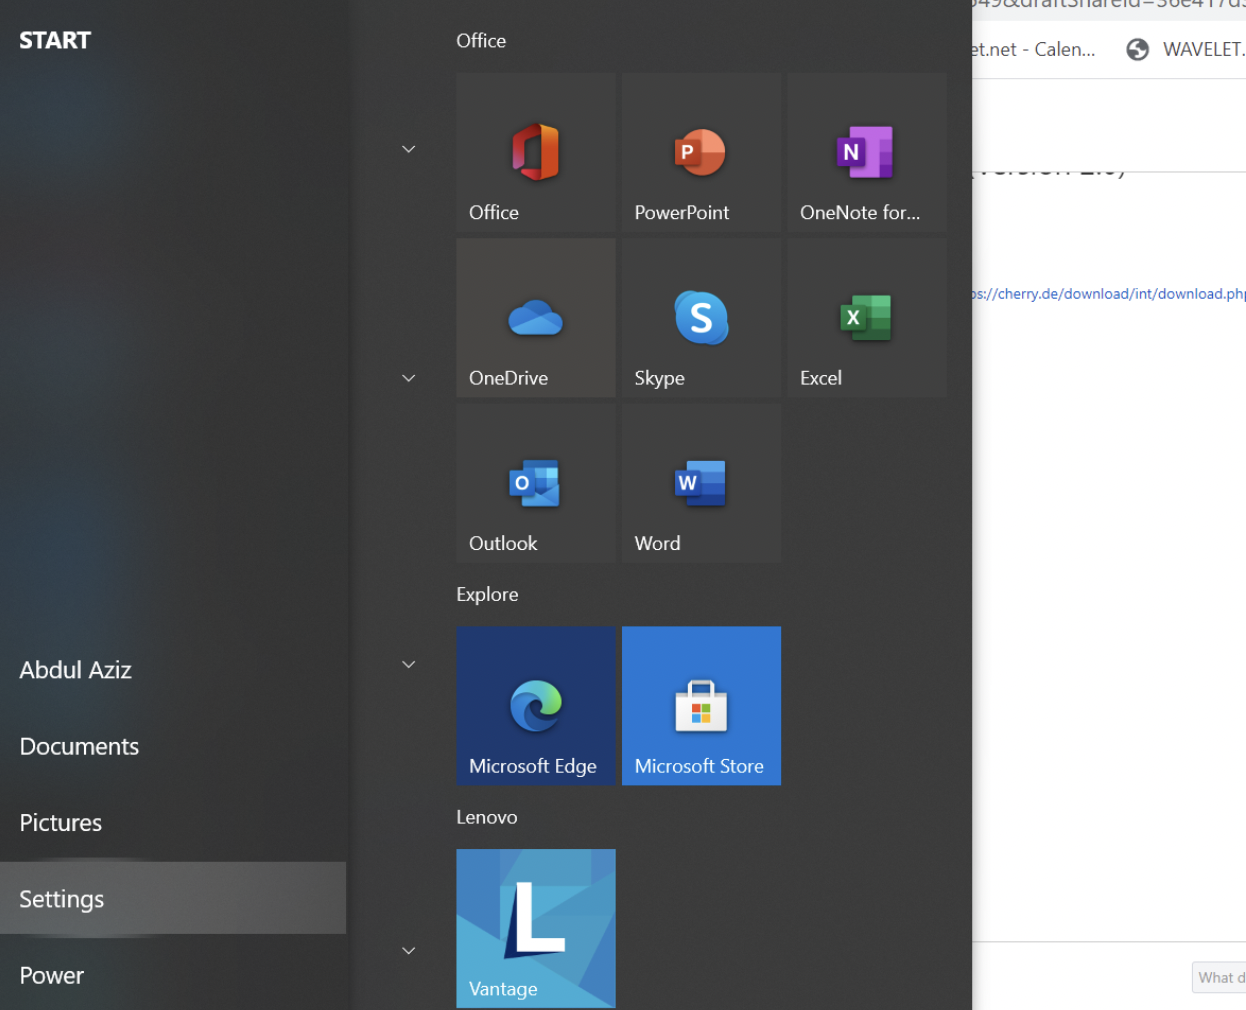 START
Abdul Aziz
Documents
Pictures
Settings
Power
Office
Office
PowerPoint
OneNote for...
OneDrive
Skype
Excel
Outlook
Word
Explore
Microsoft Edge
Microsoft Store
Lenovo
Vantage
et.net - Calen...
WAVELET.
ps://cherry.de/download/int/download.php
What d